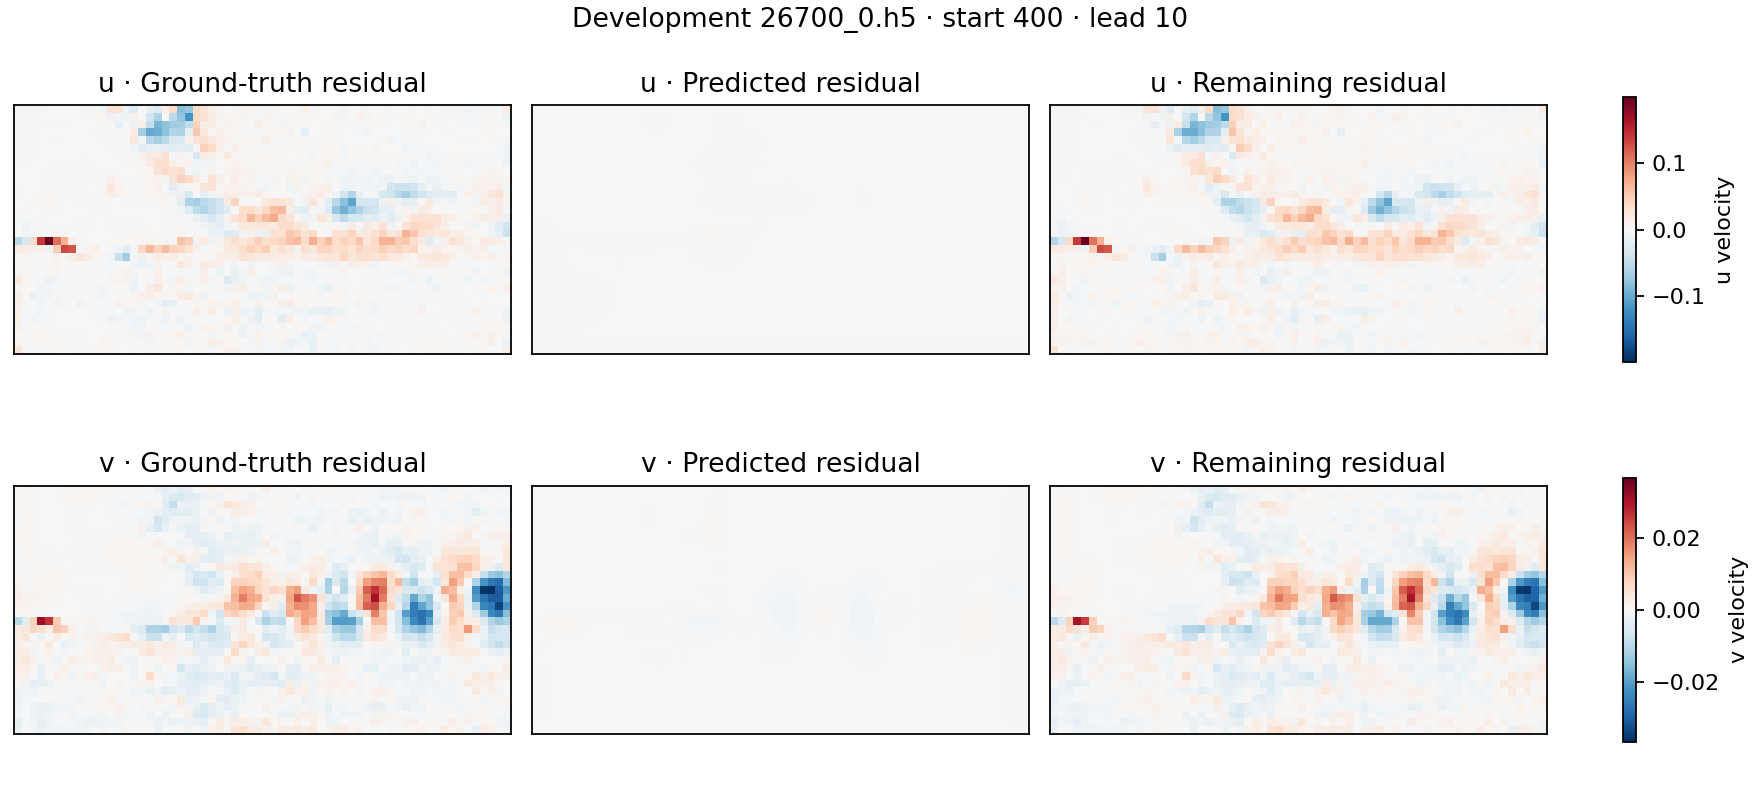 Development 26700_0.h5 · start 400 · lead 10
u · Ground-truth residual
u · Predicted residual
u · Remaining residual
0.1
0.0
−0.1
u velocity
v · Ground-truth residual
v · Predicted residual
v · Remaining residual
0.02
0.00
−0.02
v velocity